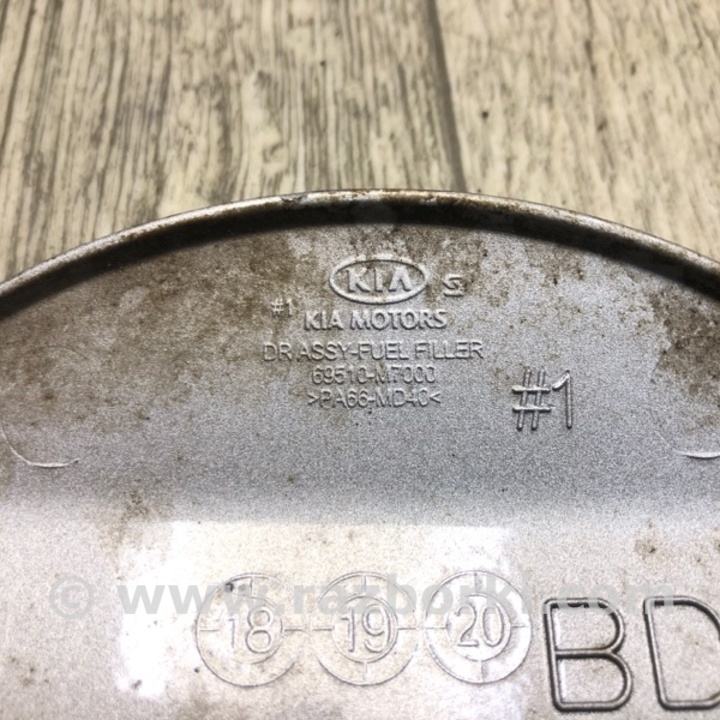 KIA S
#1 KIA MOTORS
DR ASSY-FUEL FILLER
69510-M7000
>PA66-MD40<
#1
© www.razborki.com
18 19 20
BD